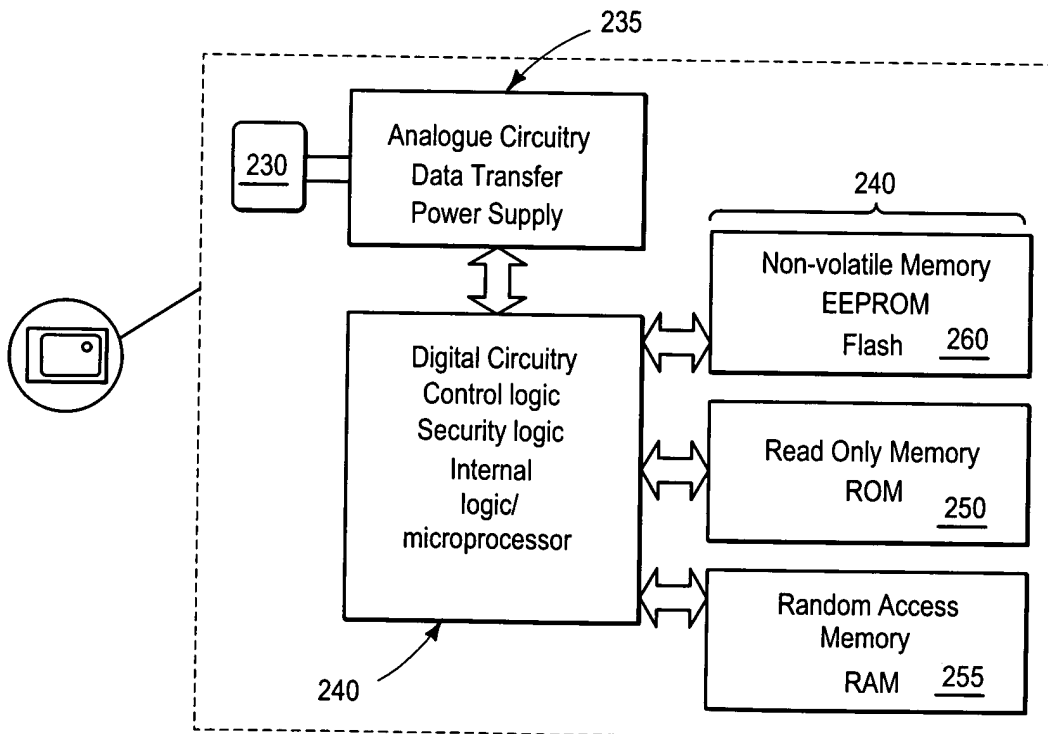 235
230
Analogue Circuitry
Data Transfer
Power Supply
240
Non-volatile Memory
EEPROM
Flash 260
Digital Circuitry
Control logic
Security logic
Internal
logic/
microprocessor
Read Only Memory
ROM 250
Random Access
Memory
RAM 255
240